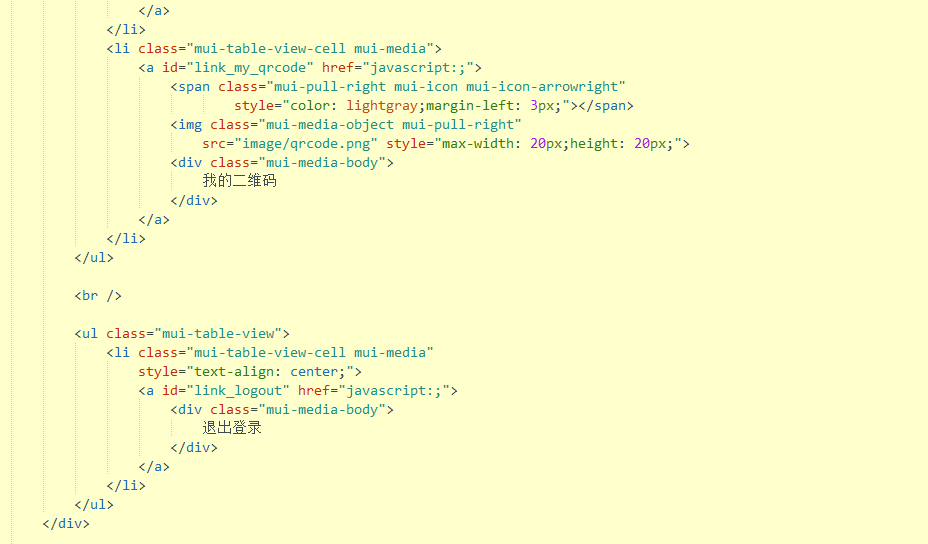 </a>
</li>
<li class="mui-table-view-cell mui-media">
<a id="link_my_qrcode" href="javascript:;">
<span class="mui-pull-right mui-icon mui-icon-arrowright"
style="color: lightgray;margin-left: 3px;"></span>
<img class="mui-media-object mui-pull-right"
src="image/qrcode.png" style="max-width: 20px;height: 20px;">
<div class="mui-media-body">
我的二维码
</div>
</a>
</li>
</ul>
<br />
<ul class="mui-table-view">
<li class="mui-table-view-cell mui-media"
style="text-align: center;">
<a id="link_logout" href="javascript:;">
<div class="mui-media-body">
退出登录
</div>
</a>
</li>
</ul>
</div>